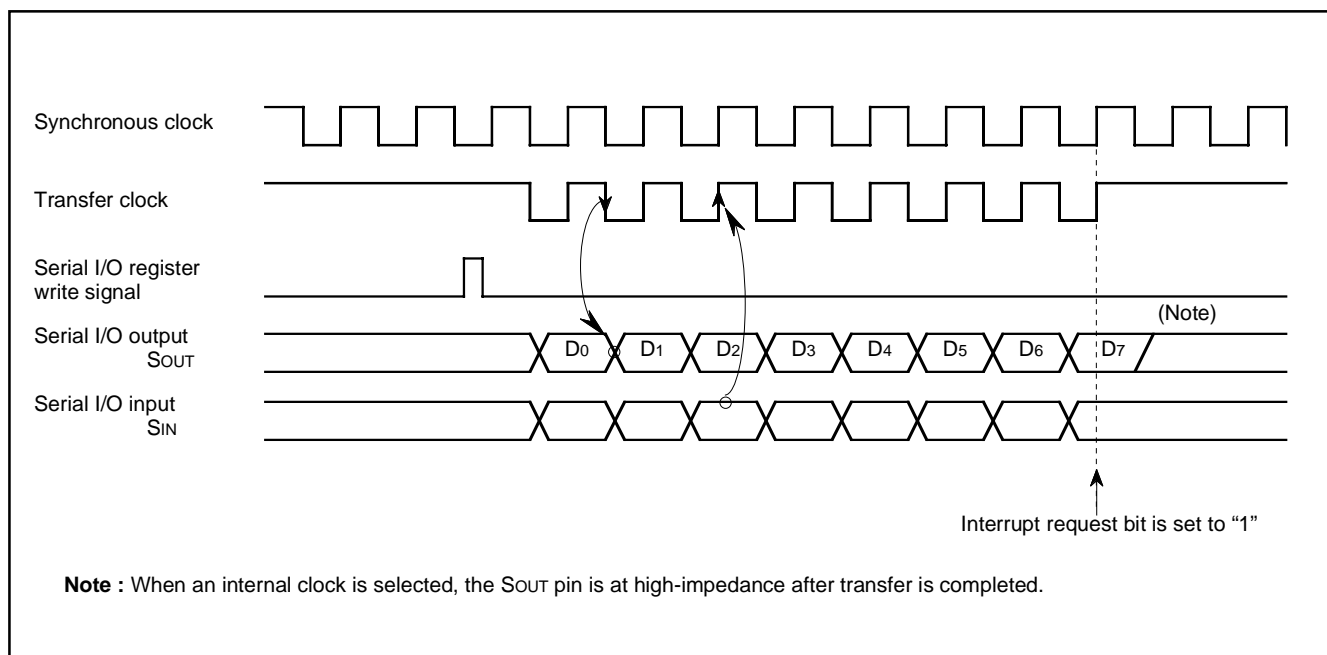 Synchronous clock
Transfer clock
Serial I/O register
write signal
(Note)
Serial I/O output
SOUT
D0 D1 D2 D3 D4 D5 D6 D7
Serial I/O input
SIN
Interrupt request bit is set to “1”
Note : When an internal clock is selected, the SOUT pin is at high-impedance after transfer is completed.